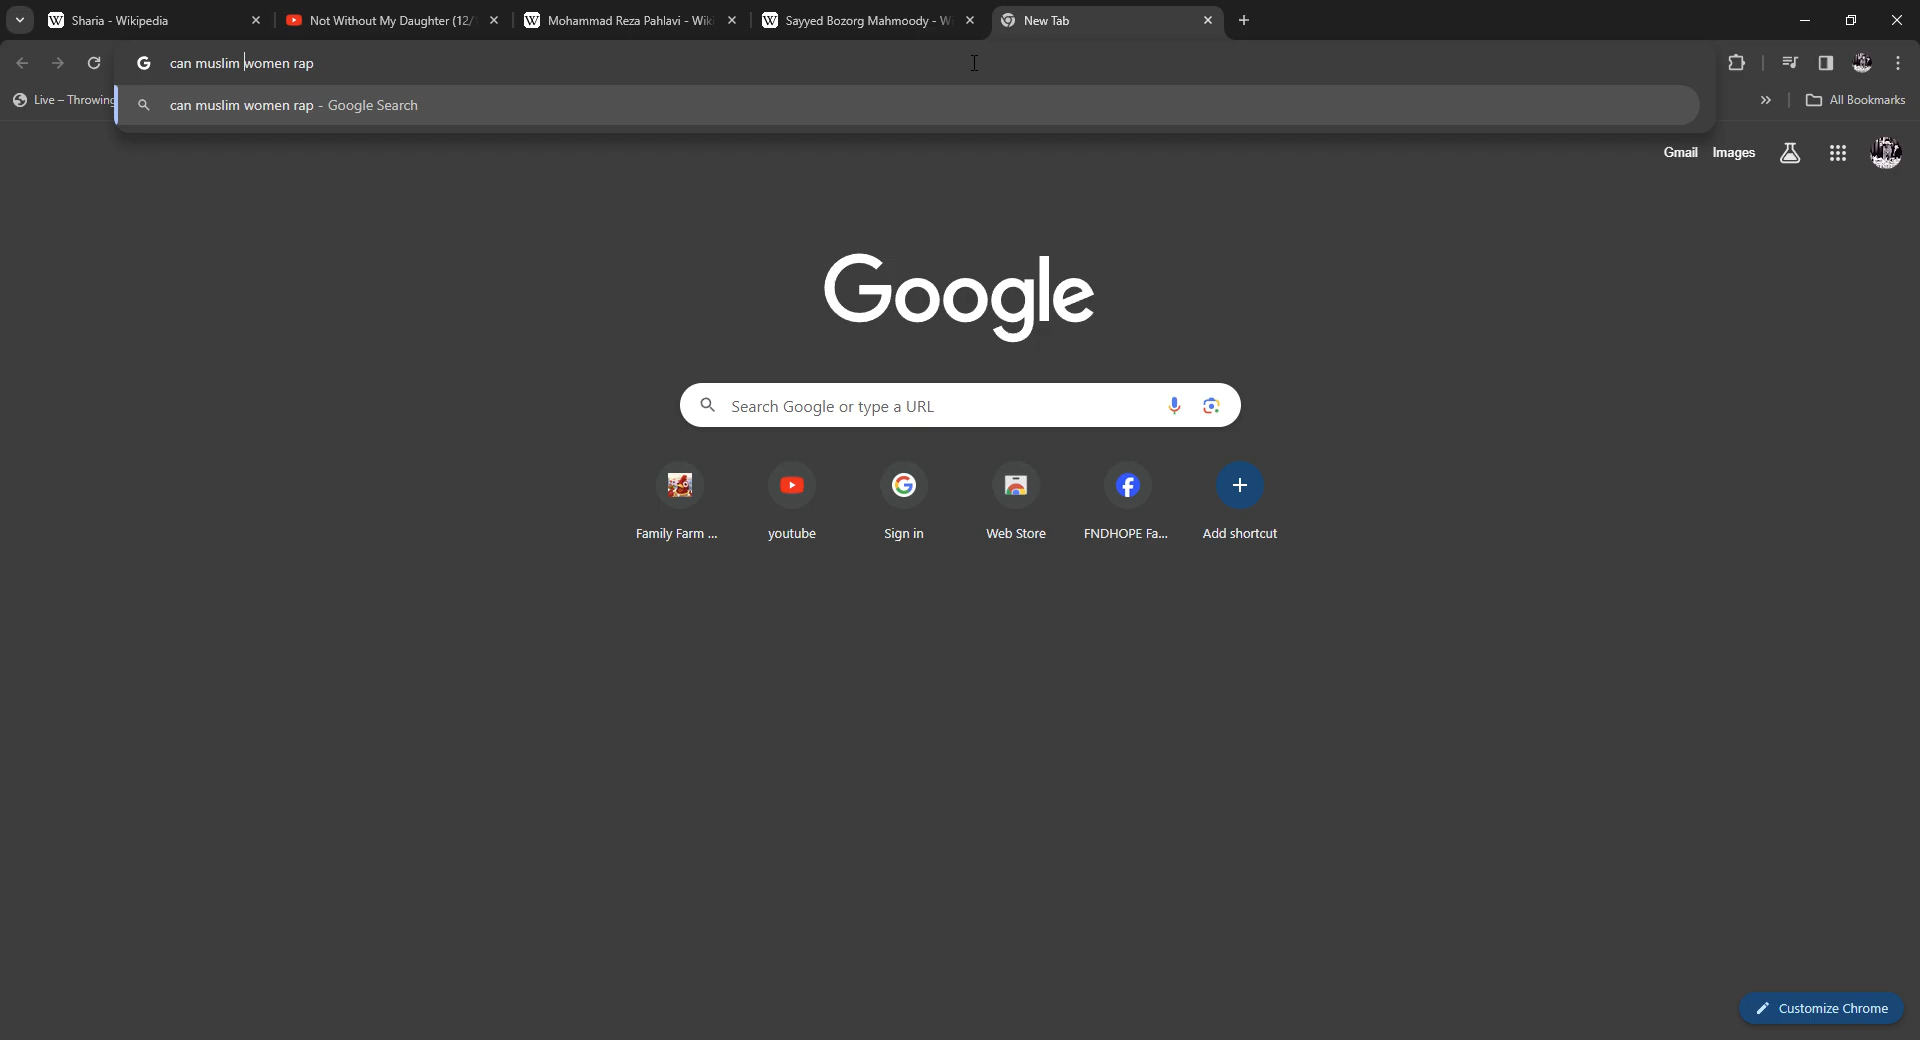 Sharia - Wikipedia
Not Without My Daughter (12/
Mohammad Reza Pahlavi - Wiki
Sayyed Bozorg Mahmoody - W
New Tab
can muslim women rap
Live – Throwing
can muslim women rap - Google Search
All Bookmarks
Gmail Images
Google
Search Google or type a URL
Family Farm ...
youtube
Sign in
Web Store
FNDHOPE Fa...
Add shortcut
Customize Chrome